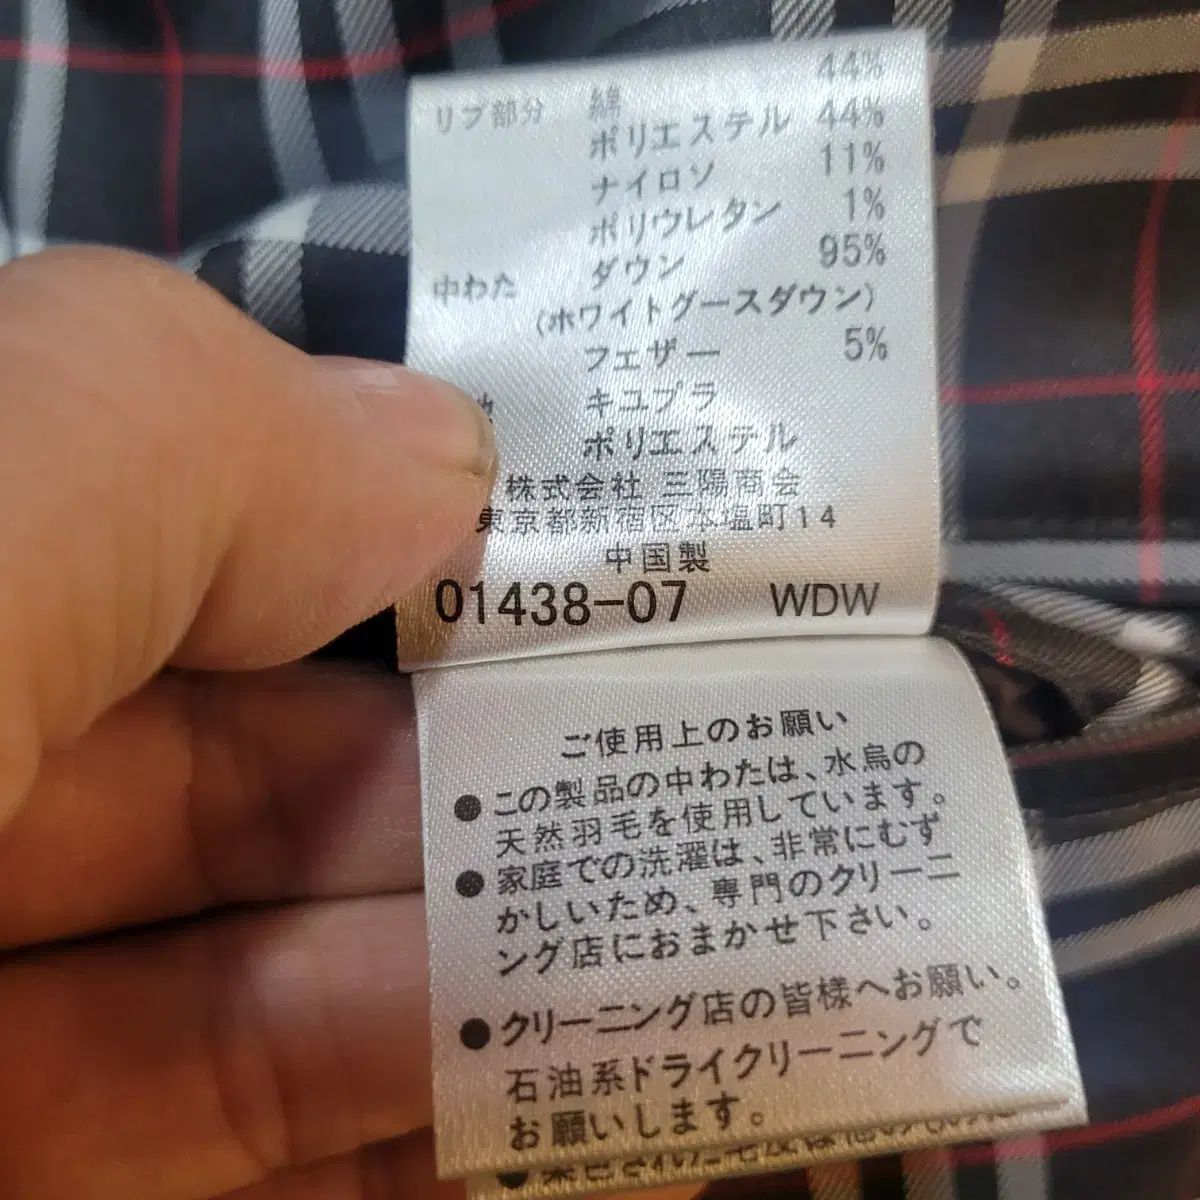 リブ部分 綿 44%
ポリエステル 44%
ナイロン 11%
ポリウレタン 1%
中わた ダウン 95%
(ホワイトグースダウン)
フェザー 5%
キュプラ
ポリエステル
株式会社 三陽商会
東京都新宿区本塩町14
中国製
01438-07 WDW
ご使用上のお願い
●この製品の中わたは、水鳥の
天然羽毛を使用しています。
●家庭での洗濯は、非常にむず
かしいため、専門のクリーニ
ング店におまかせ下さい。
●クリーニング店の皆様へお願い。
石油系ドライクリーニングで
お願いします。